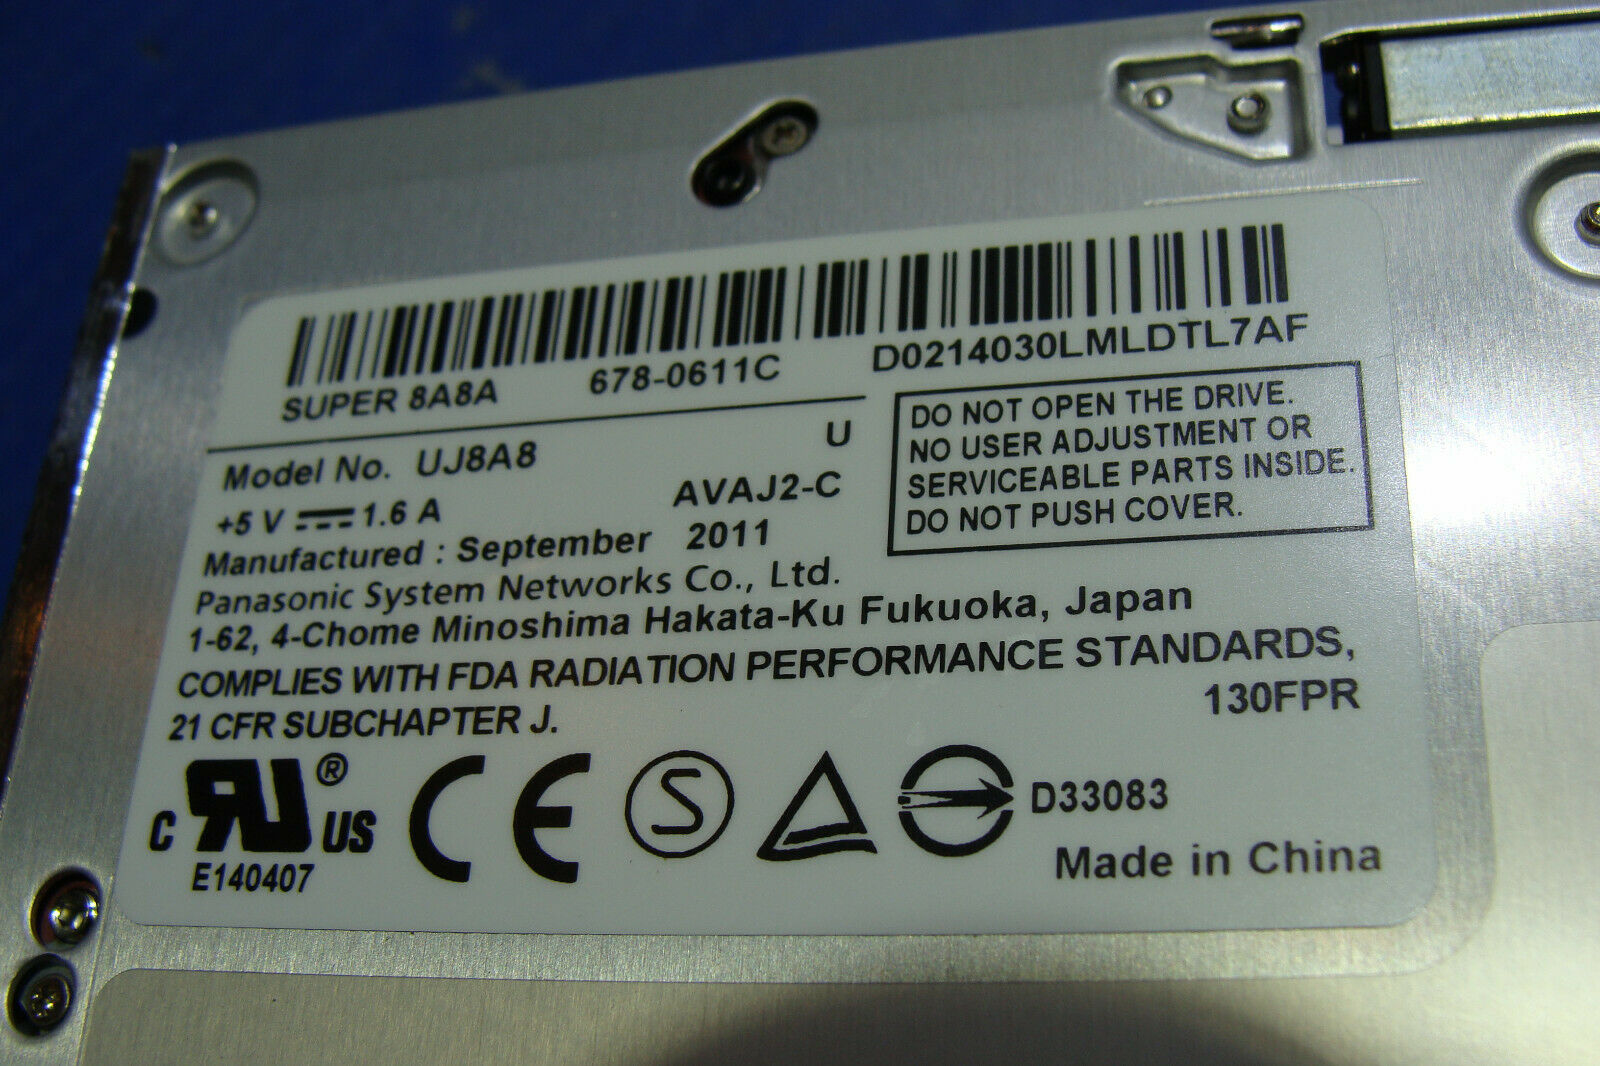 SUPER 8A8A 678-0611C D0214030LMLDTL7AF
Model No. UJ8A8 U
+5 V 1.6 A AVAJ2-C
Manufactured : September 2011
Panasonic System Networks Co., Ltd.
1-62, 4-Chome Minoshima Hakata-Ku Fukuoka, Japan
DO NOT OPEN THE DRIVE.
NO USER ADJUSTMENT OR
SERVICEABLE PARTS INSIDE.
DO NOT PUSH COVER.
COMPLIES WITH FDA RADIATION PERFORMANCE STANDARDS,
21 CFR SUBCHAPTER J. 130FPR
C RU ® US CE S D33083
E140407
Made in China